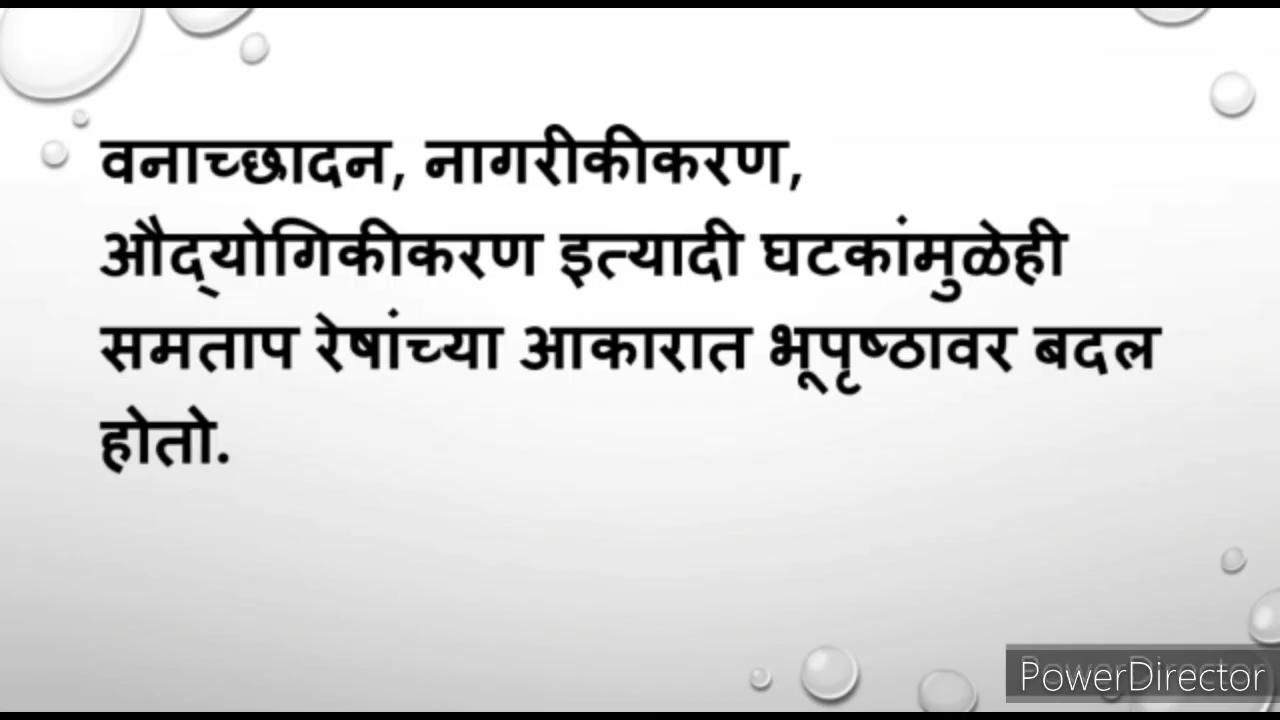 वनाच्छादन, नागरीकीकरण,
औद्‌योगिकीकरण इत्यादी घटकांमुळेही
समताप रेषांच्या आकारात भूपृष्ठावर बदल
होतो.
PowerDirector